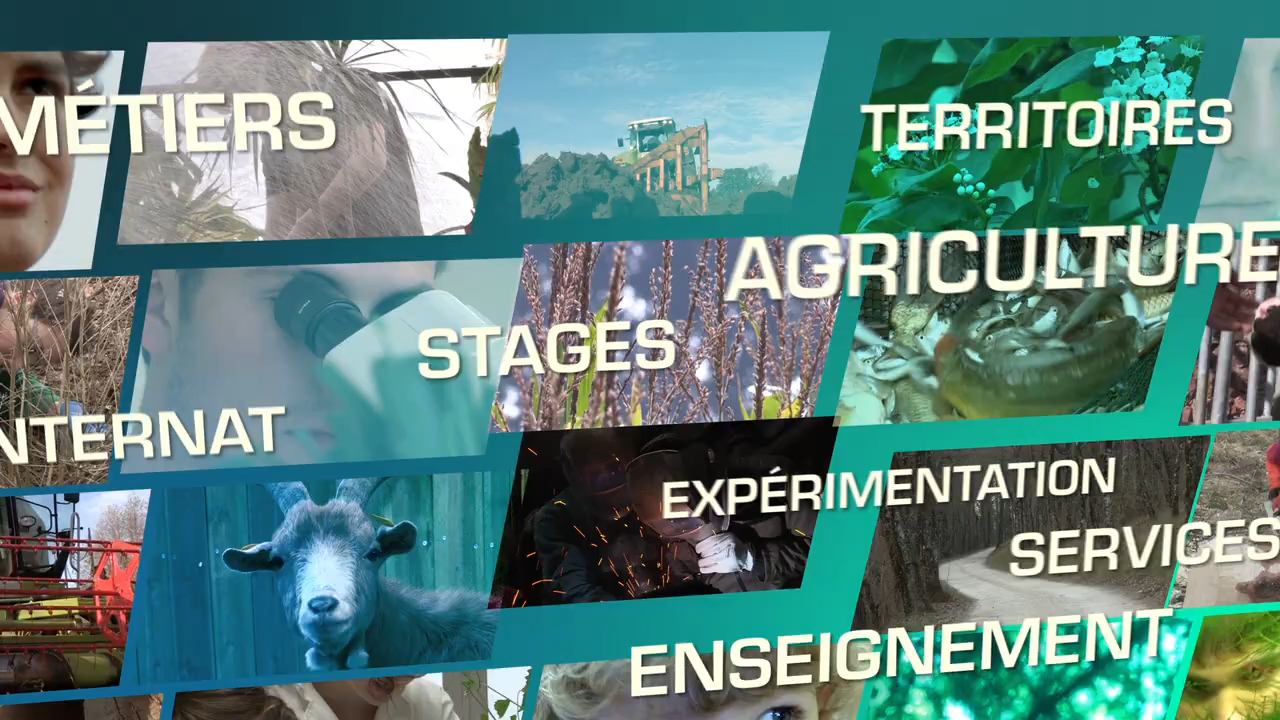 MÉTIERS
TERRITOIRES
AGRICULTURE
STAGES
NTERNAT
EXPÉRIMENTATION
SERVICES
ENSEIGNEMENT